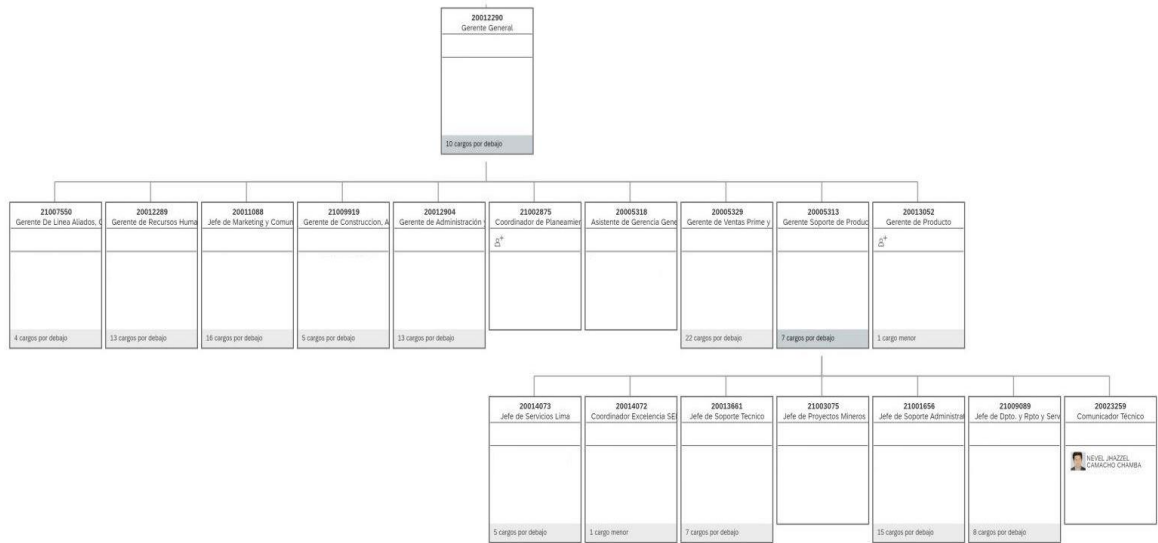 20012290
Gerente General
10 cargos por debajo
21007550
Gerente De Linea Aliados, C
4 cargos por debajo
20012289
Gerente de Recursos Huma
13 cargos por debajo
20011088
Jefe de Marketing y Comun
16 cargos por debajo
21009919
Gerente de Construccion, A
5 cargos por debajo
20012904
Gerente de Administración y
13 cargos por debajo
21002875
Coordinador de Planeamier
20005318
Asistente de Gerencia Gene
20005329
Gerente de Ventas Prime y
22 cargos por debajo
20005313
Gerente Soporte de Produc
7 cargos por debajo
20013052
Gerente de Producto
1 cargo menor
20014073
Jefe de Servicios Lima
5 cargos por debajo
20014072
Coordinador Excelencia SEI
1 cargo menor
20013661
Jefe de Soporte Tecnico
7 cargos por debajo
21003075
Jefe de Proyectos Mineros
21001656
Jefe de Soporte Administrat
15 cargos por debajo
21009089
Jefe de Dpto. y Rpto y Serv
8 cargos por debajo
20023259
Comunicador Técnico
NEVEL JHAZZEL
CAMACHO CHAMBA